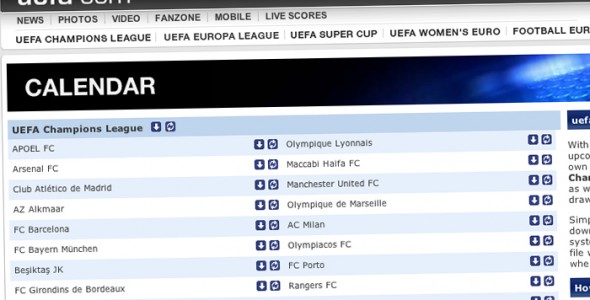 NEWS PHOTOS VIDEO FANZONE MOBILE LIVE SCORES
UEFA CHAMPIONS LEAGUE UEFA EUROPA LEAGUE UEFA SUPER CUP UEFA WOMEN'S EURO FOOTBALL EUR
CALENDAR
UEFA Champions League
APOEL FC Olympique Lyonnais
Arsenal FC Maccabi Haifa FC
Club Atlético de Madrid Manchester United FC
AZ Alkmaar Olympique de Marseille
FC Barcelona AC Milan
FC Bayern München Olympiacos FC
Beşiktaş JK FC Porto
FC Girondins de Bordeaux Rangers FC
uefa
With
upco
own
Cha
as w
draw
Simp
down
syste
file
whe
How